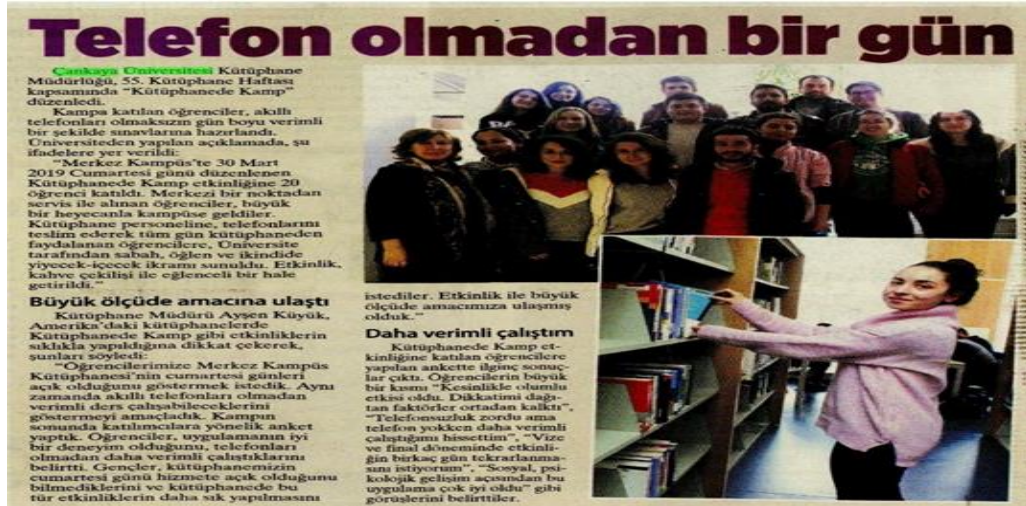 Telefon olmadan bir gün
Çankaya Üniversitesi Kütüphane
Müdürlüğü, 55. Kütüphane Haftası
kapsamında "Kütüphanede Kamp"
düzenledi.
Kampa katılan öğrenciler, akıllı
telefonları olmaksızın gün boyu verimli
bir şekilde sınavlarına hazırlandı.
Üniversiteden yapılan açıklamada, şu
ifadelere yer verildi:
"Merkez Kampüs'te 30 Mart
2019 Cumartesi günü düzenlenen
Kütüphanede Kamp etkinliğine 20
öğrenci katıldı. Merkezi bir noktadan
servis ile alınan öğrenciler, büyük
bir heyecanla kampüse geldiler.
Kütüphane personeline, telefonlarını
teslim ederek tüm gün kütüphaneden
faydalanan öğrencilere, Üniversite
tarafından sabah, öğlen ve ikindide
yiyecek-içecek ikramı sunuldu. Etkinlik,
kahve çekilişi ile eğlenceli bir hale
getirildi."
Büyük ölçüde amacına ulaştı
Kütüphane Müdürü Ayşen Küyük,
Amerika'daki kütüphanelerde
Kütüphanede Kamp gibi etkinliklerin
sıklıkla yapıldığına dikkat çekerek,
şunları söyledi:
"Öğrencilerimize Merkez Kampüs
Kütüphanesi'nin cumartesi günleri
açık olduğunu göstermek istedik. Aynı
zamanda akıllı telefonları olmadan
verimli ders çalışabileceklerini
göstermeyi amaçladık. Kampın
sonunda katılımcılara yönelik anket
yaptık. Öğrenciler, uygulamanın iyi
bir deneyim olduğunu, telefonları
olmadan daha verimli çalıştıklarını
belirtti. Gençler, kütüphanemizin
cumartesi günü hizmete açık olduğunu
bilmediklerini ve kütüphanede bu
tür etkinliklerin daha sık yapılmasını
istediler. Etkinlik ile büyük
ölçüde amacımıza ulaşmış
olduk."
Daha verimli çalıştım
Kütüphanede Kamp et-
kinliğine katılan öğrencilere
yapılan ankette ilginç sonuç-
lar çıktı. Öğrencilerin büyük
bir kısmı "Kesinlikle olumlu
etkisi oldu. Dikkatimi dağı-
tan faktörler ortadan kalktı",
"Telefonsuzluk zordu ama
telefon yokken daha verimli
çalıştığımı hissettim", "Vize
ve final döneminde etkinli-
ğin birkaç gün tekrarlanma-
sını istiyorum", "Sosyal, psi-
kolojik gelişim açısından bu
uygulama çok iyi oldu" gibi
görüşlerini belirttiler.